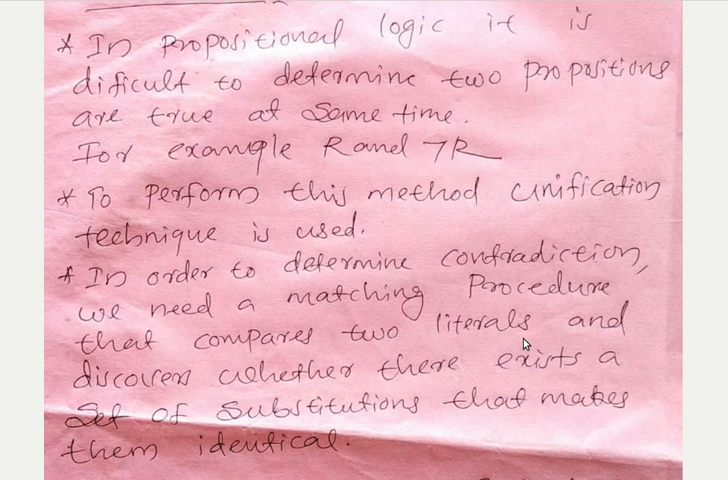 * In propositional logic it is
dificult to determine two propositions
are true at Same time.
For example R and ¬R
* To perform this method unification
technique is used.
* In order to determine contradiction,
we need a matching Procedure
that compares two literals and
discovers whether there exists a
Set of Substitutions that makes
them identical.